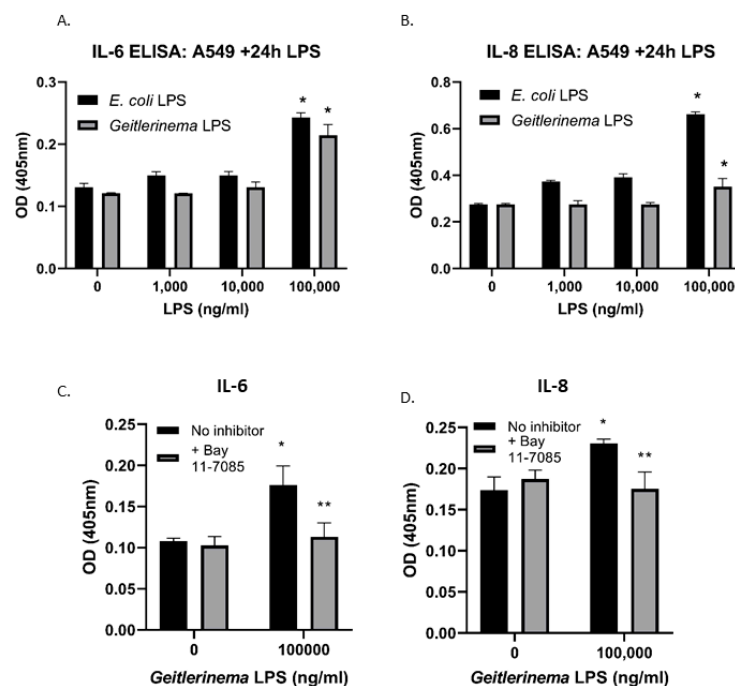 A.
IL-6 ELISA: A549 +24h LPS
E. coli LPS
Geitlerinema LPS
* *
OD (405nm)
0.3
0.2
0.1
0.0
0 1,000 10,000 100,000
LPS (ng/ml)
B.
IL-8 ELISA: A549 +24h LPS
E. coli LPS
Geitlerinema LPS
*
*
OD (405nm)
0.8
0.6
0.4
0.2
0.0
0 1,000 10,000 100,000
LPS (ng/ml)
C.
IL-6
No inhibitor
+ Bay
11-7085
*
**
OD (405nm)
0.25
0.20
0.15
0.10
0.05
0.00
0 100000
Geitlerinema LPS (ng/ml)
D.
IL-8
No inhibitor
+ Bay
11-7085
*
**
OD (405nm)
0.25
0.20
0.15
0.10
0.05
0.00
0 100,000
Geitlerinema LPS (ng/ml)